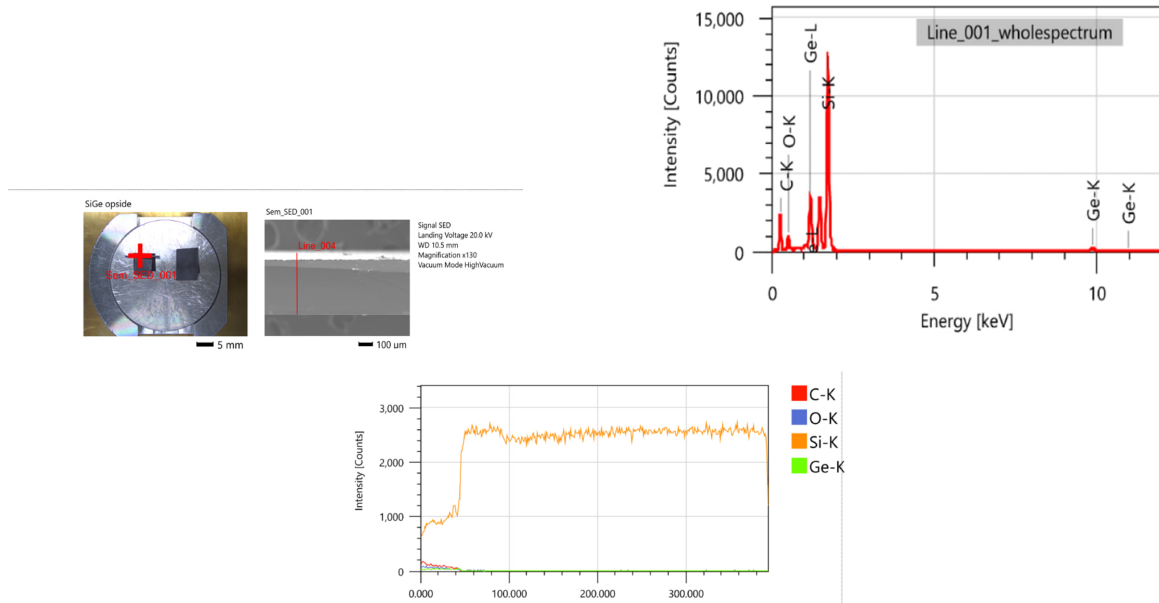 15,000
10,000
5,000
0
Intensity [Counts]
Line_001_wholespectrum
C-K
O-K
Ge-L
Si-K
Ge-K
Ge-K
0
5
10
Energy [keV]
SiGe opside
Sem_SED_001
5 mm
Sem_SED_001
Line_004
100 um
Signal SED
Landing Voltage 20.0 kV
WD 10.5 mm
Magnification x130
Vacuum Mode HighVacuum
3,000
2,000
1,000
0
Intensity [Counts]
0.000
100.000
200.000
300.000
C-K
O-K
Si-K
Ge-K